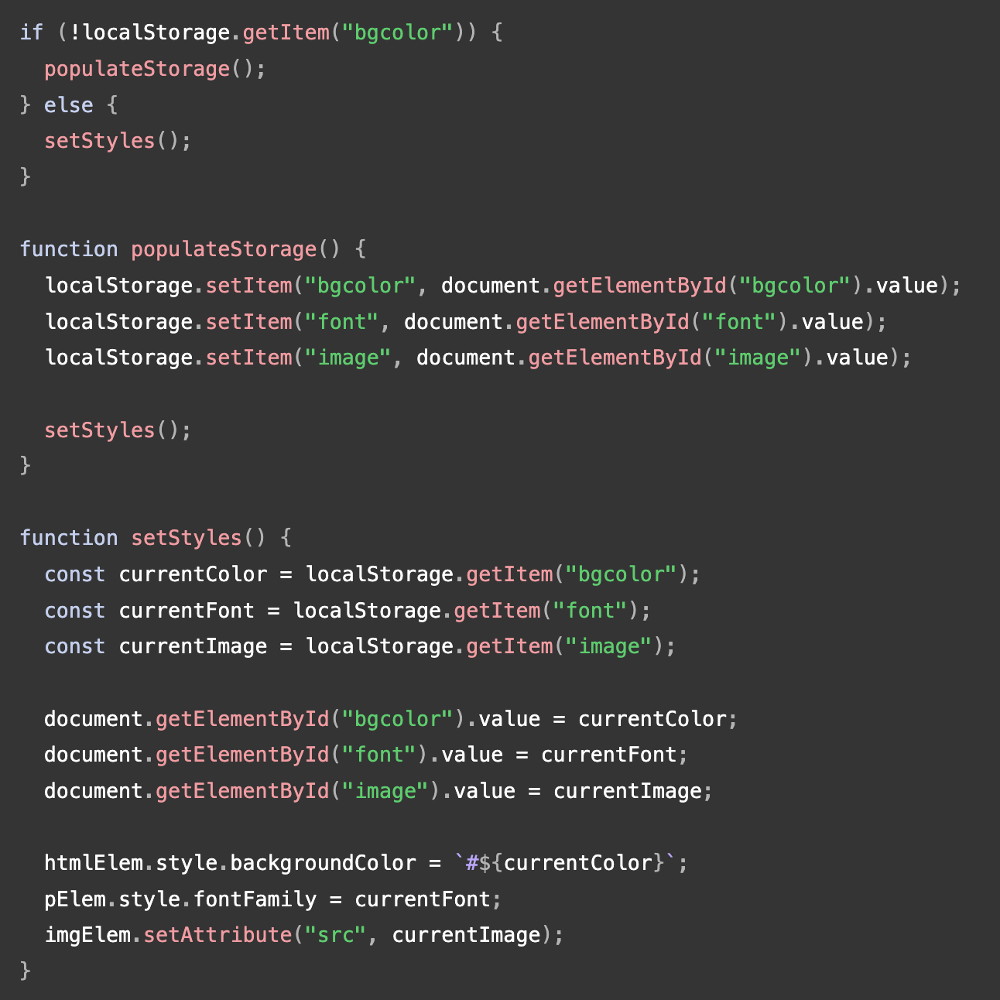 if (!localStorage.getItem("bgcolor")) {
  populateStorage();
} else {
  setStyles();
}

function populateStorage() {
  localStorage.setItem("bgcolor", document.getElementById("bgcolor").value);
  localStorage.setItem("font", document.getElementById("font").value);
  localStorage.setItem("image", document.getElementById("image").value);

  setStyles();
}

function setStyles() {
  const currentColor = localStorage.getItem("bgcolor");
  const currentFont = localStorage.getItem("font");
  const currentImage = localStorage.getItem("image");

  document.getElementById("bgcolor").value = currentColor;
  document.getElementById("font").value = currentFont;
  document.getElementById("image").value = currentImage;

  htmlElem.style.backgroundColor = `#${currentColor}`;
  pElem.style.fontFamily = currentFont;
  imgElem.setAttribute("src", currentImage);
}